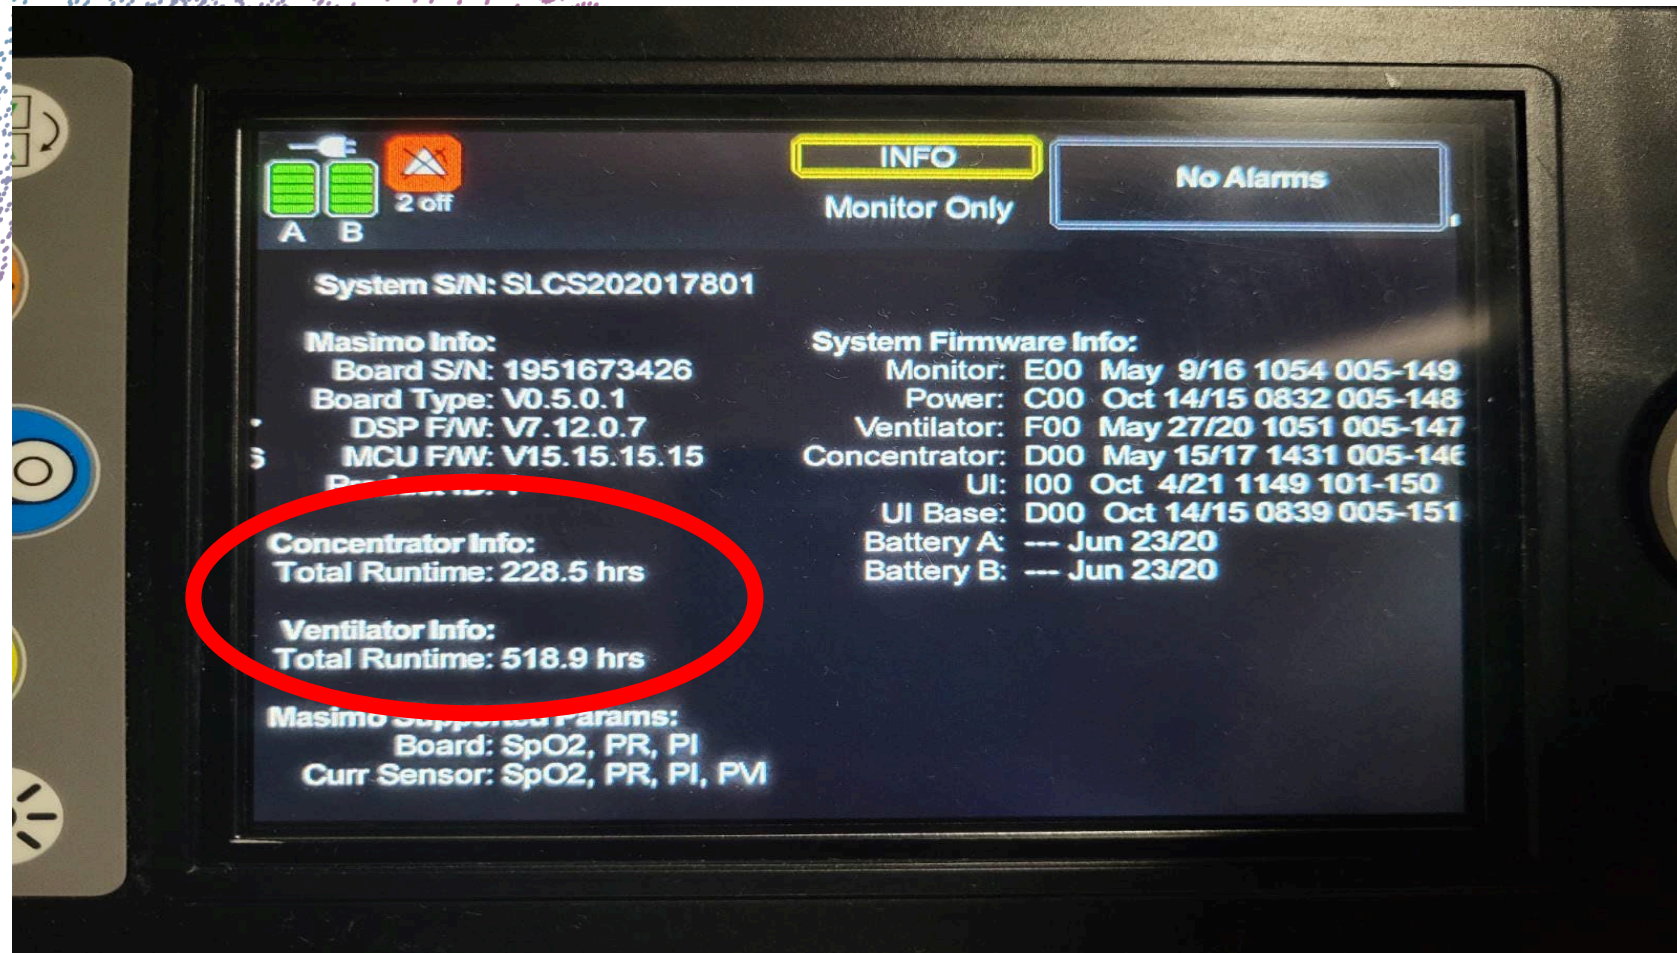 INFO
No Alarms
2 off
Monitor Only
A B
System S/N: SLCS202017801
Masimo Info:
Board S/N: 1951673426
Board Type: V0.5.0.1
DSP F/W: V7.12.0.7
MCU F/W: V15.15.15.15
Concentrator Info:
Total Runtime: 228.5 hrs
Ventilator Info:
Total Runtime: 518.9 hrs
Masimo Supported Params:
Board: SpO2, PR, PI
Curr Sensor: SpO2, PR, PI, PVI
System Firmware Info:
Monitor: E00 May 9/16 1054 005-149
Power: C00 Oct 14/15 0832 005-148
Ventilator: F00 May 27/20 1051 005-147
Concentrator: D00 May 15/17 1431 005-146
UI: I00 Oct 4/21 1149 101-150
UI Base: D00 Oct 14/15 0839 005-151
Battery A: --- Jun 23/20
Battery B: --- Jun 23/20